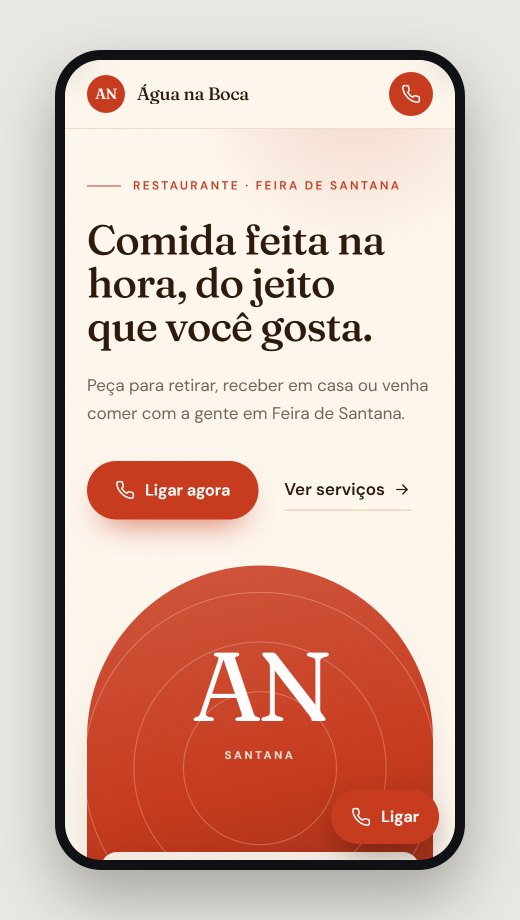 AN Água na Boca
RESTAURANTE · FEIRA DE SANTANA
Comida feita na
hora, do jeito
que você gosta.
Peça para retirar, receber em casa ou venha
comer com a gente em Feira de Santana.
Ligar agora
Ver serviços →
AN
SANTANA
Ligar